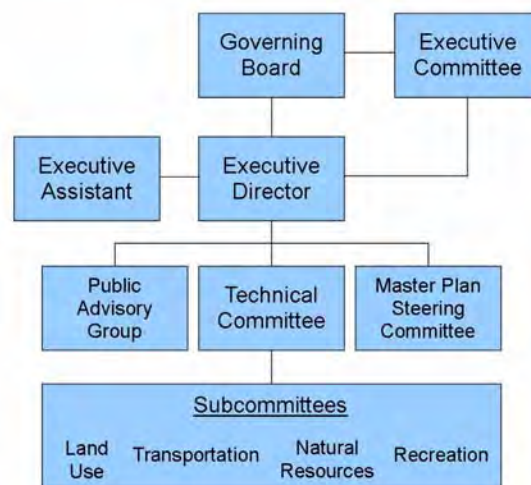 Governing
Board
Executive
Committee
Executive
Assistant
Executive
Director
Public
Advisory
Group
Technical
Committee
Master Plan
Steering
Committee
Subcommittees
Land
Use
Transportation
Natural
Resources
Recreation